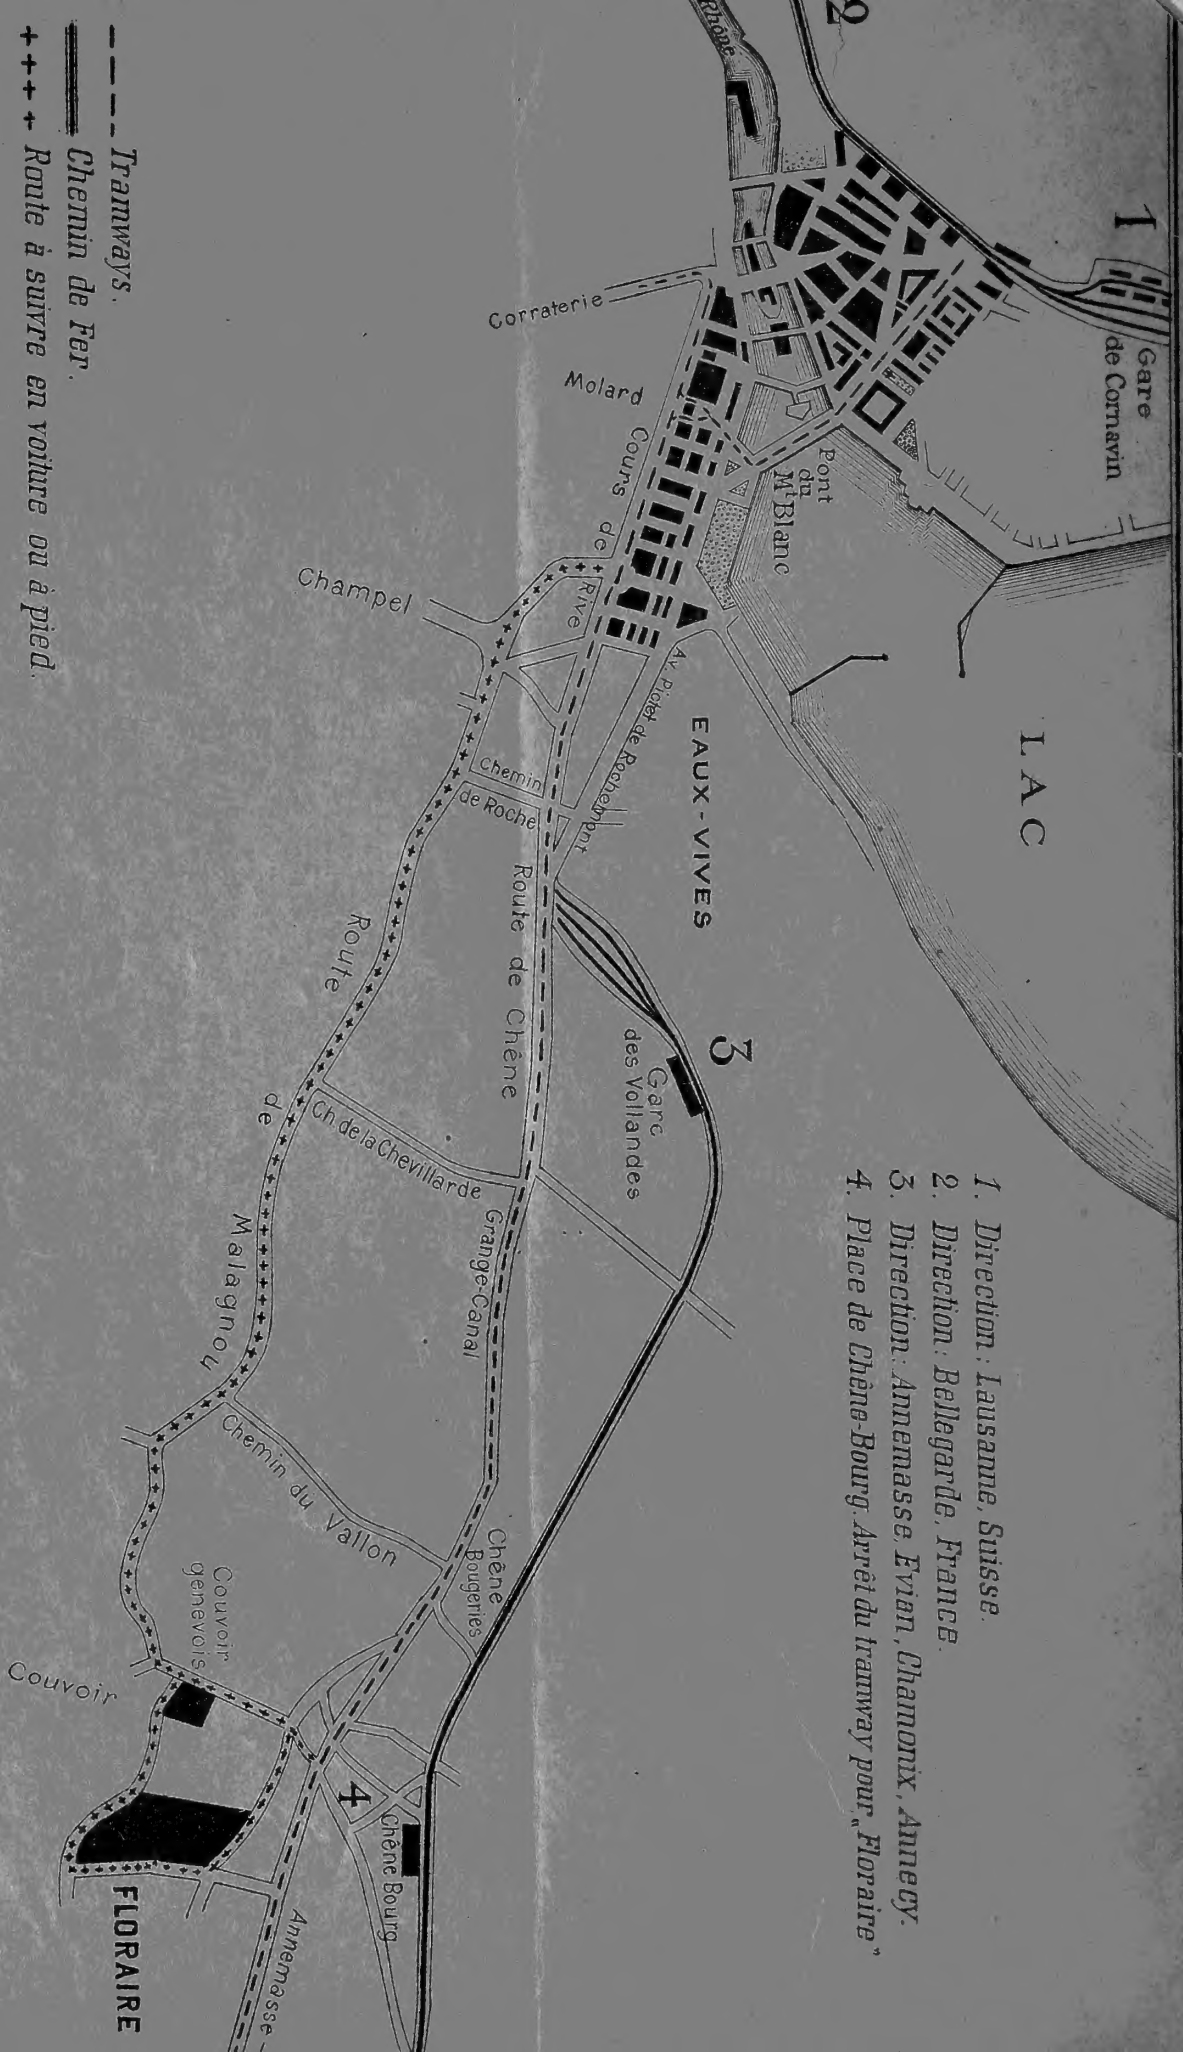 1
Gare
de Cornavin
2
Rhône
LAC
Pont
du
Mt Blanc
Corraterie
Molard
Cours de Rive
Champel
Av. Pictet de Rochemont
EAUX-VIVES
Chemin
de Roche
Route de Chêne
3
Gare
des Vollandes
Route de Malagnou
Ch. de la Chevillarde
Grange-Canal
Chemin du Vallon
Chêne
Bougeries
Couvoir
genevois
Couvoir
4
Chêne Bourg
Annemasse
FLORAIRE
1. Direction: Lausanne, Suisse.
2. Direction: Bellegarde, France.
3. Direction: Annemasse, Evian, Chamonix, Annecy.
4. Place de Chêne-Bourg. Arrêt du tramway pour „Floraire”
Tramways.
Chemin de Fer.
Route à suivre en voiture ou à pied.